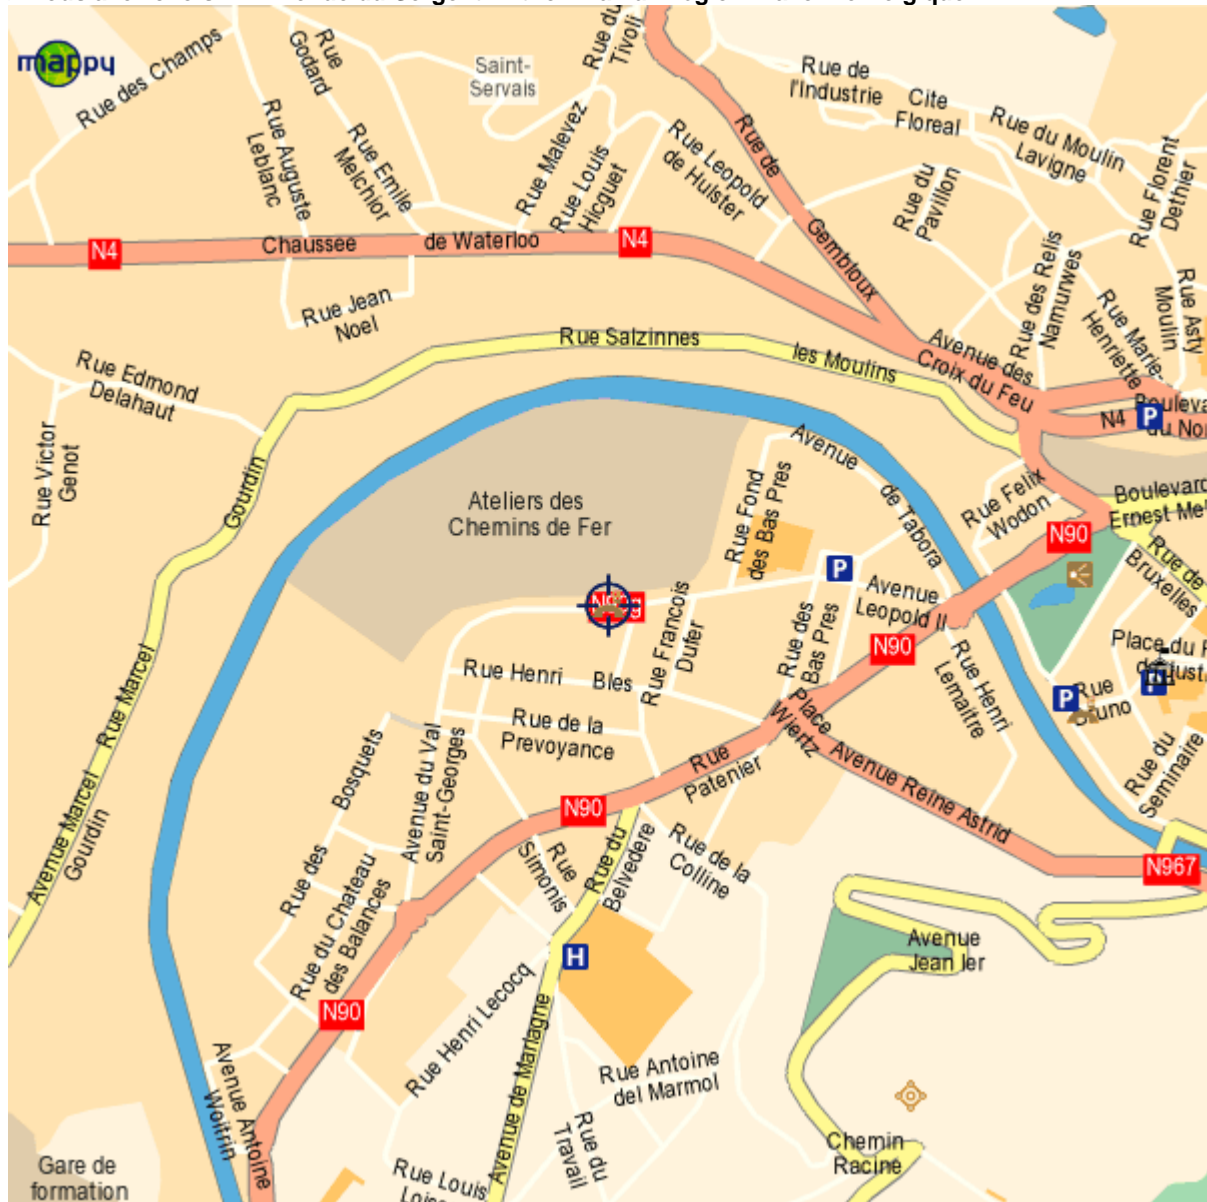 mappy
Rue des Champs
Rue
Godard
Saint-
Servais
Rue du
Tivoli
Rue de
l'Industrie
Cite
Floreal
Rue du Moulin
Lavigne
Rue Auguste
Leblanc
Rue Emile
Melchior
Rue Malevez
Rue Louis
Hicguet
Rue Leopold
de Hulster
Rue de
Gembloux
Rue du
Pavillon
Rue Florent
Dethier
N4
Chaussee
de Waterloo
N4
Rue Jean
Noel
Rue des Relis
Namurwes
Rue Marie-
Henriette
Rue Asty
Moulin
Rue Salzinnes
les Moulins
Avenue des
Croix du Feu
Rue Edmond
Delahaut
N4
P
Rue Victor
Genot
Gourdin
Ateliers des
Chemins de Fer
Avenue
de Tabora
Rue Fond
des Bas Pres
Rue Felix
Wodon
Boulevard
N90
Rue de
Bruxelles
P
Avenue
Leopold II
Rue Francois
Dufer
Rue des
Bas Pres
N90
Rue Henri
Bles
Rue Henri
Lemaitre
Place du
P
Rue
Rue de la
Prevoyance
Place
Wiertz
Rue Marcel
Bosquets
Avenue du Val
Saint-Georges
Rue
Patenier
Avenue Reine Astrid
Rue du
Seminaire
N90
Avenue Marcel
Gourdin
Rue des
Rue du Chateau
des Balances
Rue
Simonis
Rue du
Belvedere
Rue de la
Colline
N967
Avenue
Jean Ier
H
N90
Rue Henri Lecocq
Avenue de Marlagne
Rue Antoine
del Marmol
Avenue Antoine
Woitrin
Rue du
Travail
Chemin
Racine
Gare de
formation
Rue Louis